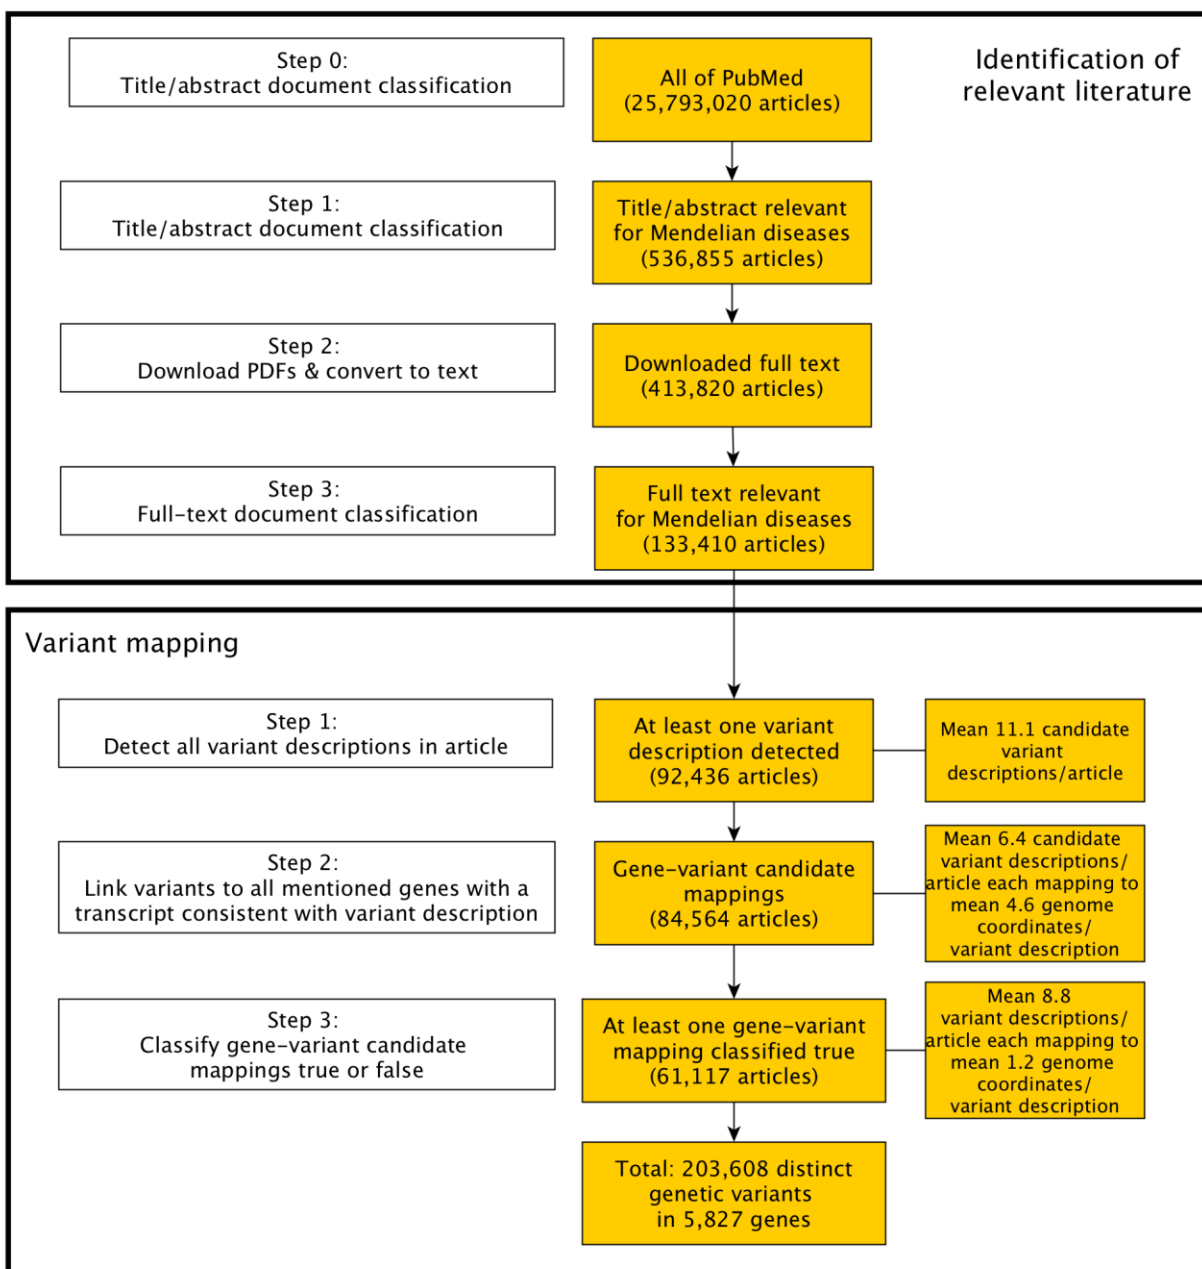 Identification of
relevant literature
Step 0:
Title/abstract document classification
All of PubMed
(25,793,020 articles)
Step 1:
Title/abstract document classification
Title/abstract relevant
for Mendelian diseases
(536,855 articles)
Step 2:
Download PDFs & convert to text
Downloaded full text
(413,820 articles)
Step 3:
Full-text document classification
Full text relevant
for Mendelian diseases
(133,410 articles)
Variant mapping
Step 1:
Detect all variant descriptions in article
At least one variant
description detected
(92,436 articles)
Mean 11.1 candidate
variant
descriptions/article
Step 2:
Link variants to all mentioned genes with a
transcript consistent with variant description
Gene-variant candidate
mappings
(84,564 articles)
Mean 6.4 candidate
variant descriptions/
article each mapping to
mean 4.6 genome
coordinates/
variant description
Step 3:
Classify gene-variant candidate
mappings true or false
At least one gene-variant
mapping classified true
(61,117 articles)
Mean 8.8
variant descriptions/
article each mapping to
mean 1.2 genome
coordinates/
variant description
Total: 203,608 distinct
genetic variants
in 5,827 genes